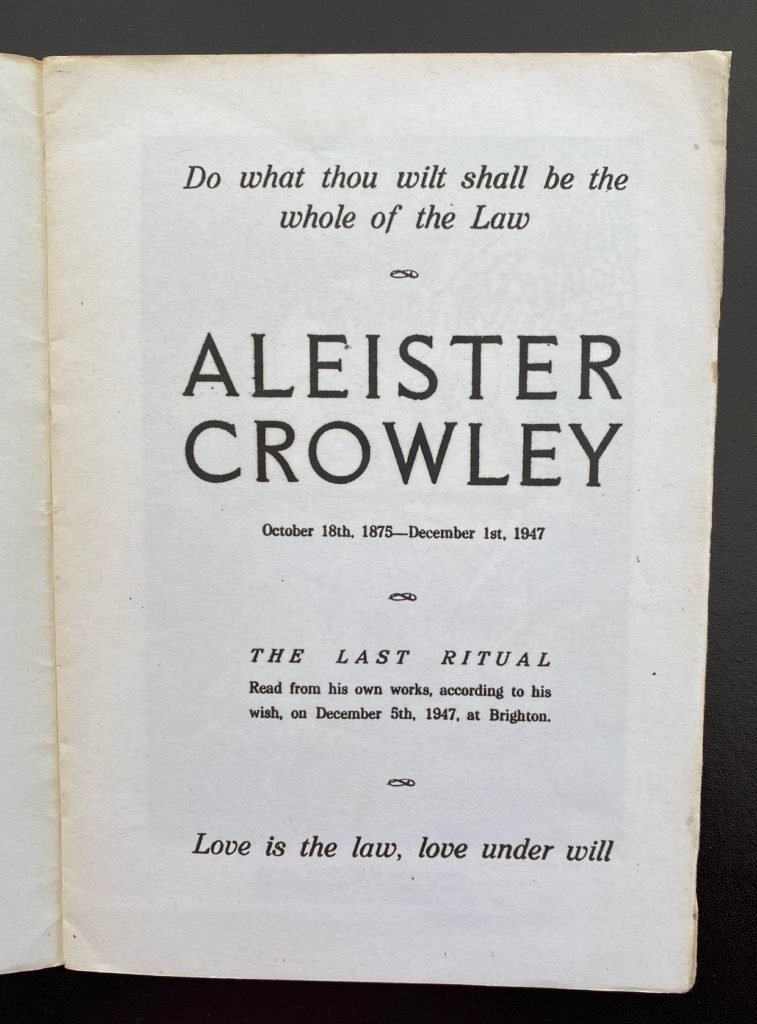 Do what thou wilt shall be the
whole of the Law
ALEISTER
CROWLEY
October 18th, 1875—December 1st, 1947
THE LAST RITUAL
Read from his own works, according to his
wish, on December 5th, 1947, at Brighton.
Love is the law, love under will